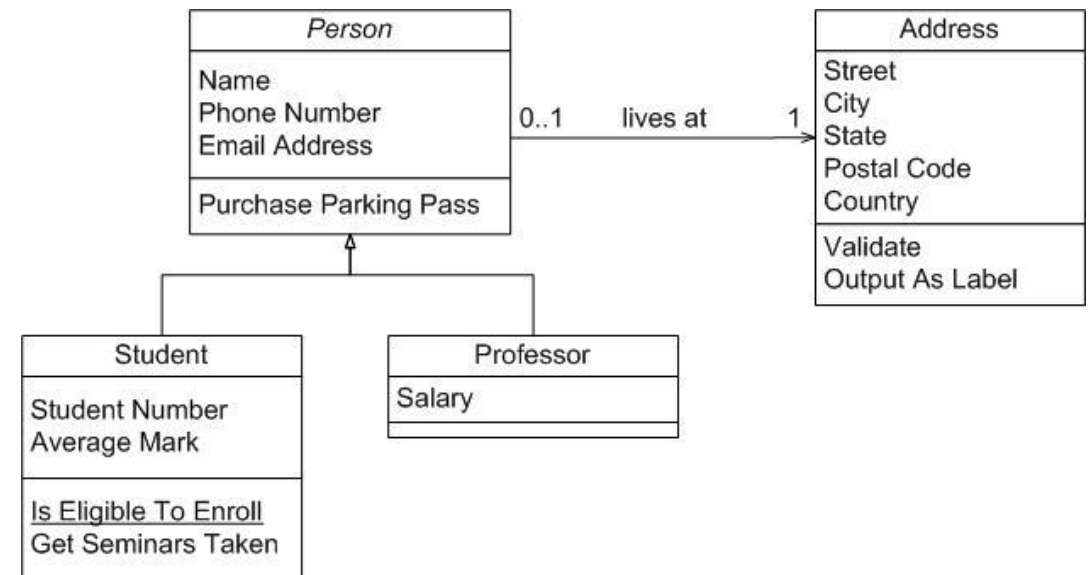 Person
Name
Phone Number
Email Address
Purchase Parking Pass
0..1 lives at 1
Address
Street
City
State
Postal Code
Country
Validate
Output As Label
Student
Student Number
Average Mark
Is Eligible To Enroll
Get Seminars Taken
Professor
Salary